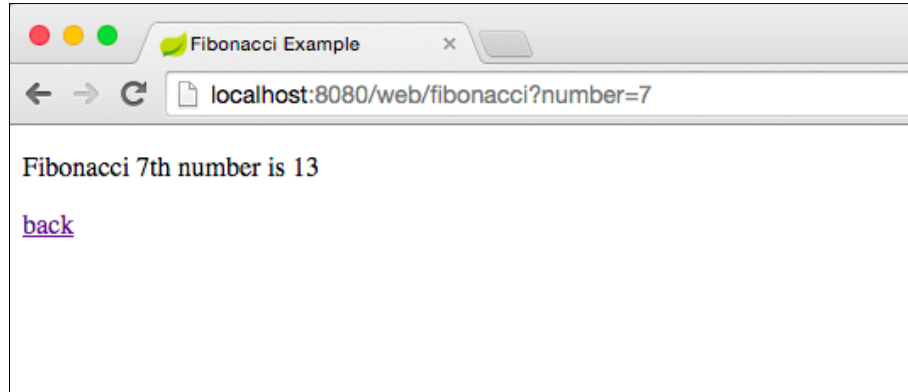 Fibonacci Example
localhost:8080/web/fibonacci?number=7
Fibonacci 7th number is 13
back